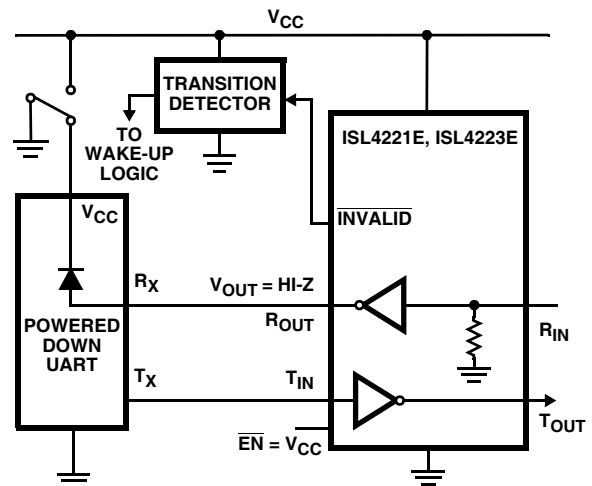 VCC
TRANSITION
DETECTOR
TO
WAKE-UP
LOGIC
ISL4221E, ISL4223E
VCC
INVALID
RX
VOUT = HI-Z
ROUT
RIN
POWERED
DOWN
UART
TX
TIN
TOUT
EN = VCC